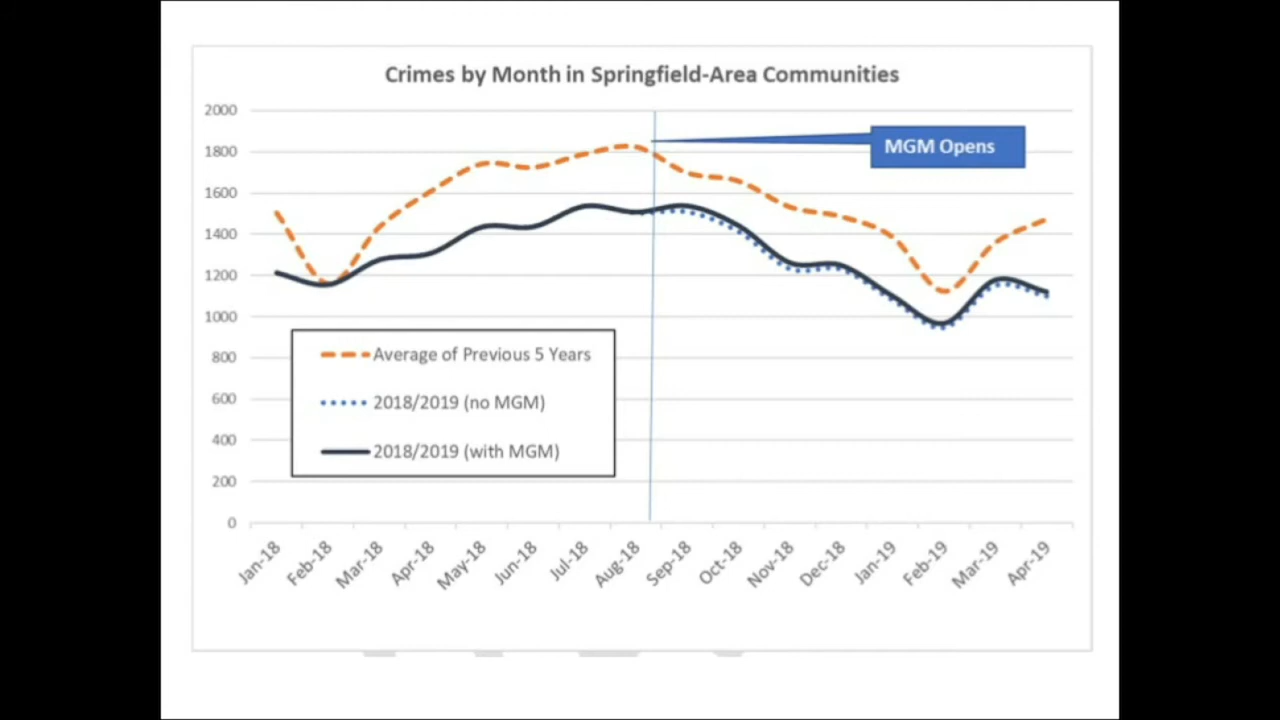 Crimes by Month in Springfield-Area Communities
2000
1800
1600
1400
1200
1000
800
600
400
200
0
MGM Opens
Average of Previous 5 Years
2018/2019 (no MGM)
2018/2019 (with MGM)
Jan-18
Feb-18
Mar-18
Apr-18
May-18
Jun-18
Jul-18
Aug-18
Sep-18
Oct-18
Nov-18
Dec-18
Jan-19
Feb-19
Mar-19
Apr-19